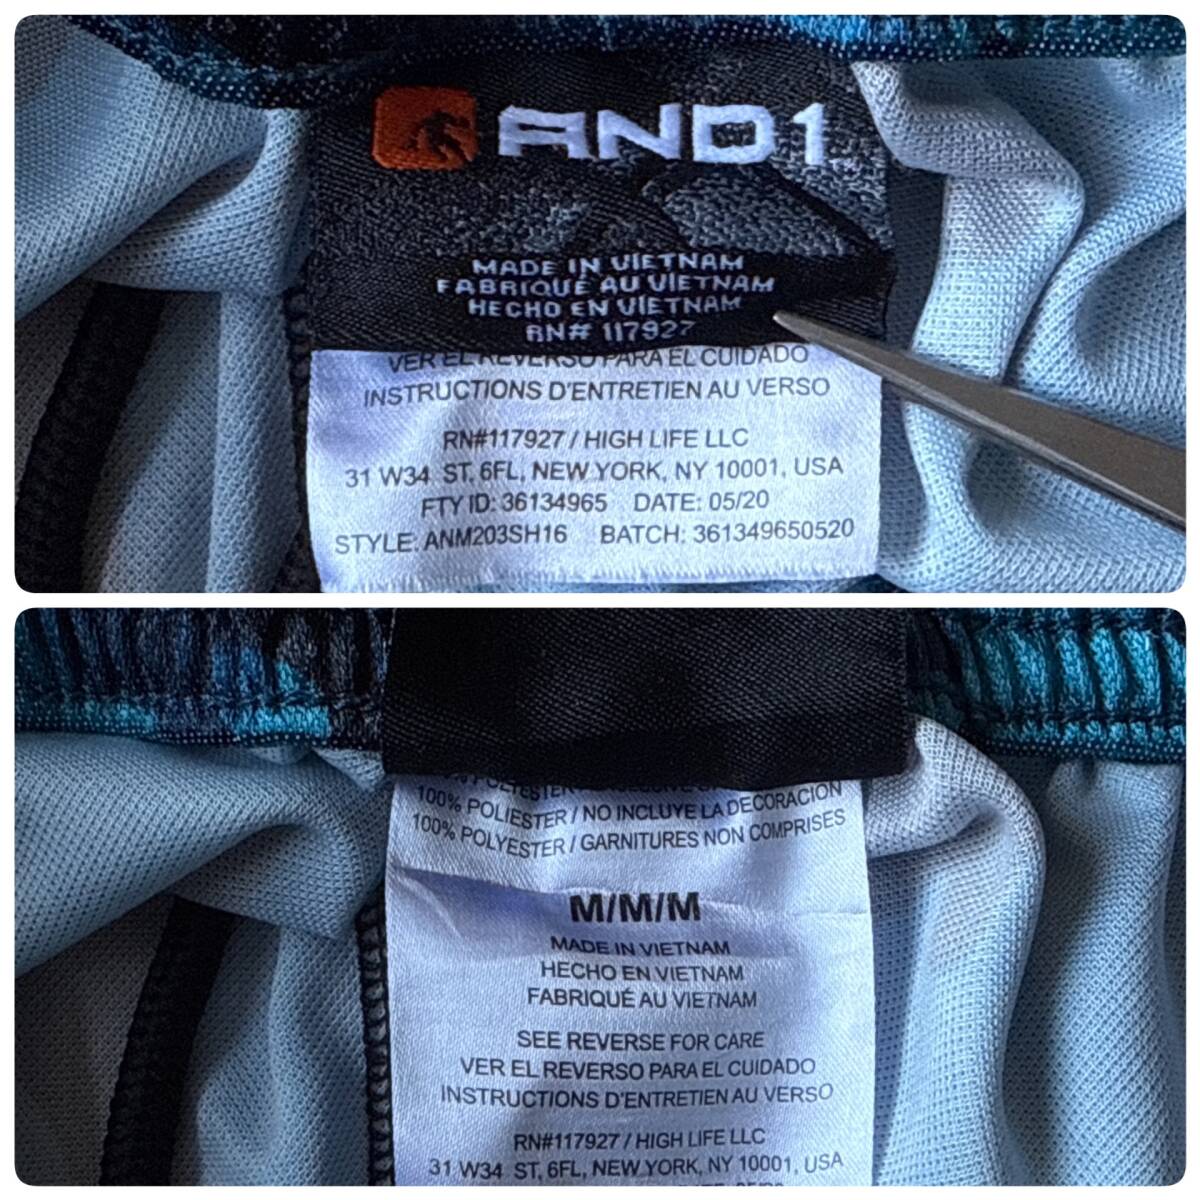 AND1
MADE IN VIETNAM
FABRIQUÉ AU VIETNAM
HECHO EN VIETNAM
RN# 117927
VER EL REVERSO PARA EL CUIDADO
INSTRUCTIONS D'ENTRETIEN AU VERSO
RN#117927 / HIGH LIFE LLC
31 W34 ST, 6FL, NEW YORK, NY 10001, USA
FTY ID: 36134965 DATE: 05/20
STYLE: ANM203SH16 BATCH: 361349650520
100% POLIESTER / NO INCLUYE LA DECORACIÓN
100% POLYESTER / GARNITURES NON COMPRISES
M/M/M
MADE IN VIETNAM
HECHO EN VIETNAM
FABRIQUÉ AU VIETNAM
SEE REVERSE FOR CARE
VER EL REVERSO PARA EL CUIDADO
INSTRUCTIONS D'ENTRETIEN AU VERSO
RN#117927 / HIGH LIFE LLC
31 W34 ST, 6FL, NEW YORK, NY 10001, USA